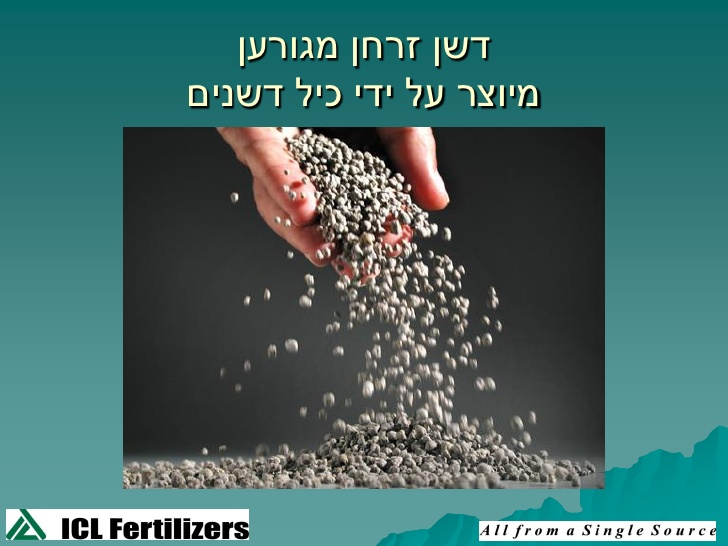 דשן זרחן מגורען
מיוצר על ידי כיל דשנים
ICL Fertilizers
All from a Single Source